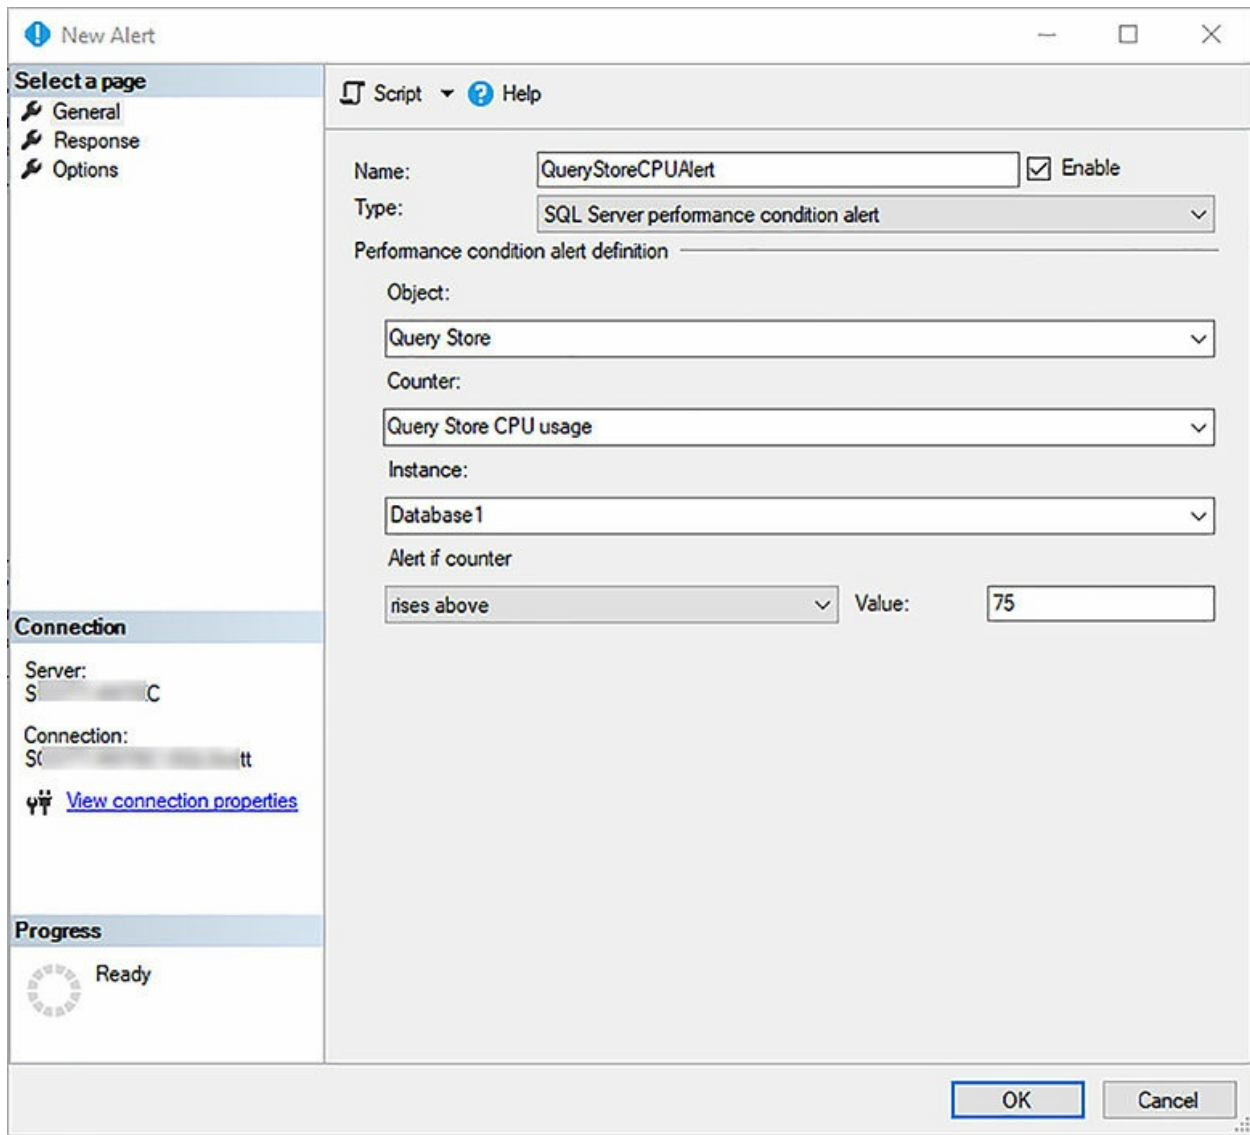 New Alert
Select a page
General
Response
Options
Script Help
Name: QueryStoreCPUAlert Enable
Type: SQL Server performance condition alert
Performance condition alert definition
Object:
Query Store
Counter:
Query Store CPU usage
Instance:
Database1
Alert if counter
rises above Value: 75
Connection
Server:
Connection:
View connection properties
Progress
Ready
OK Cancel